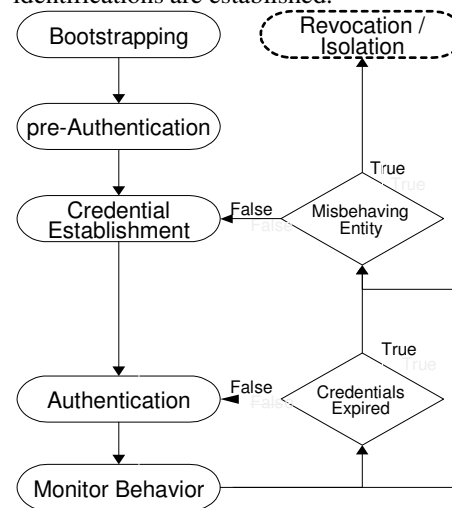 identifications are established.
Bootstrapping
Revocation /
Isolation
pre-Authentication
True
Credential
Establishment
False
Misbehaving
Entity
True
Authentication
False
Credentials
Expired
Monitor Behavior